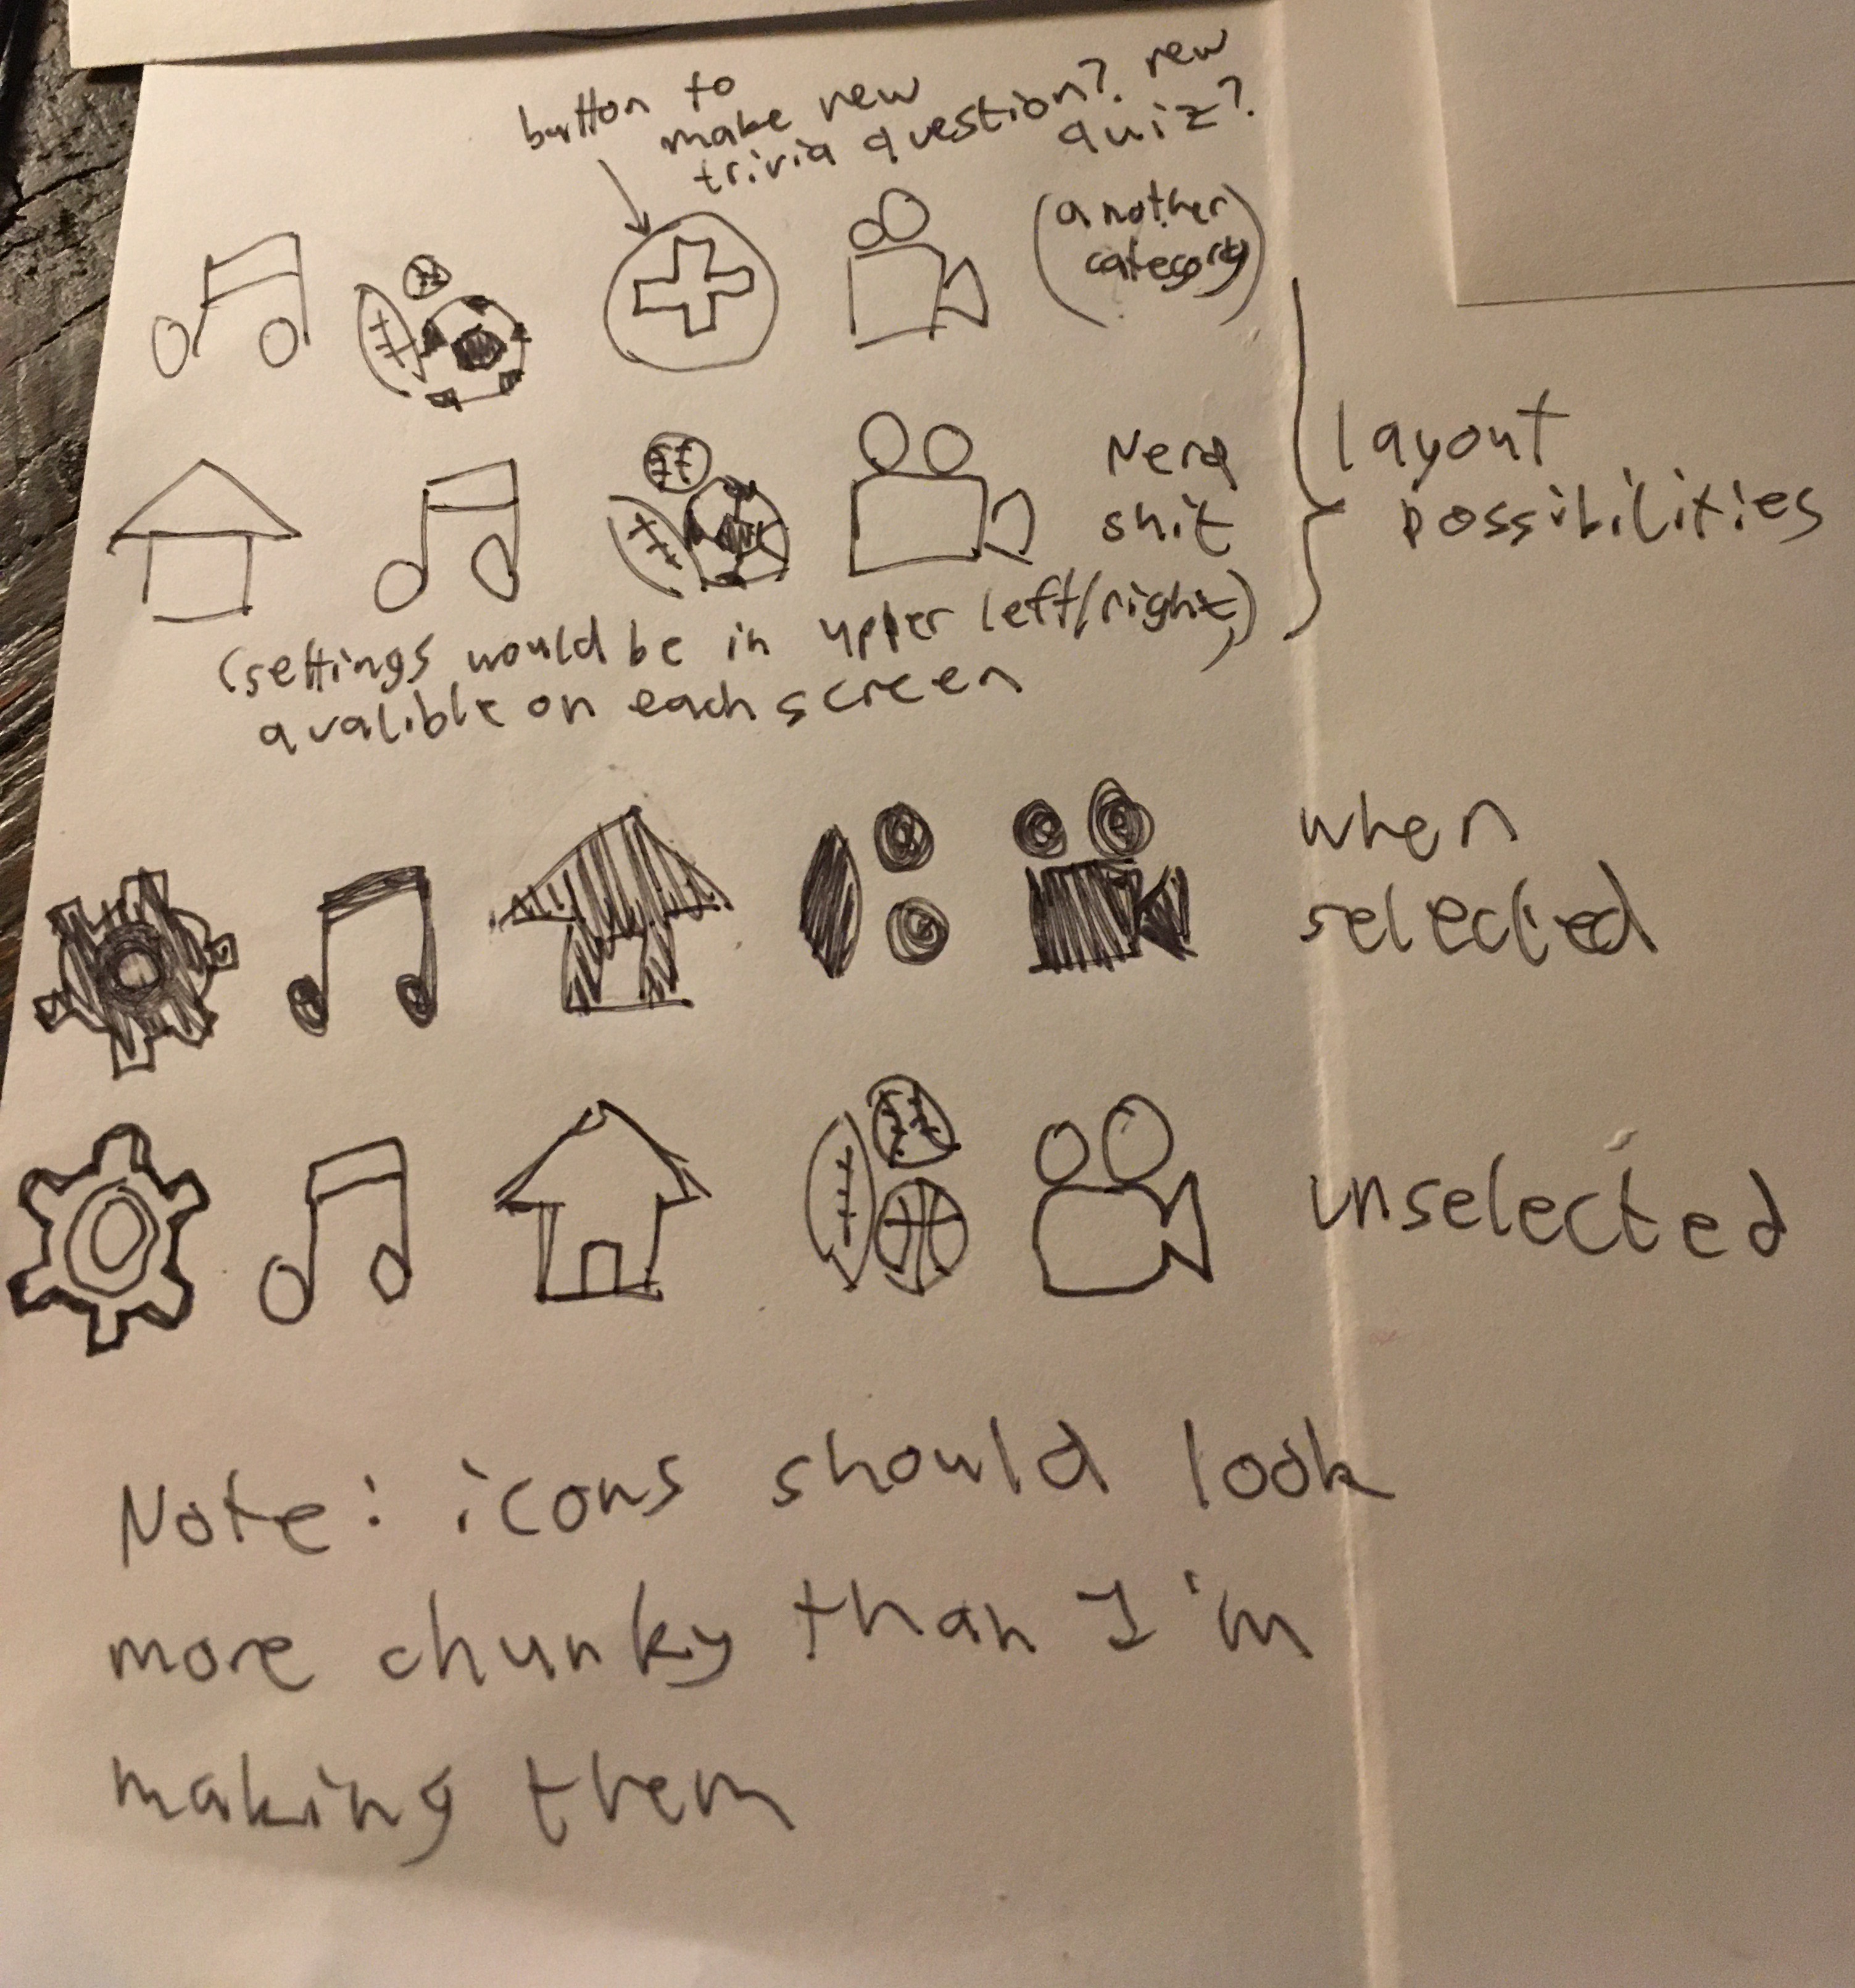 button to
make new
trivia question? new
quiz?
(another
category)
Nerd
shit
layout
possibilities
(settings would be in upper left/right,)
avalible on each screen
when
selected
unselected
Note: icons should look
more chunky than I'm
making them